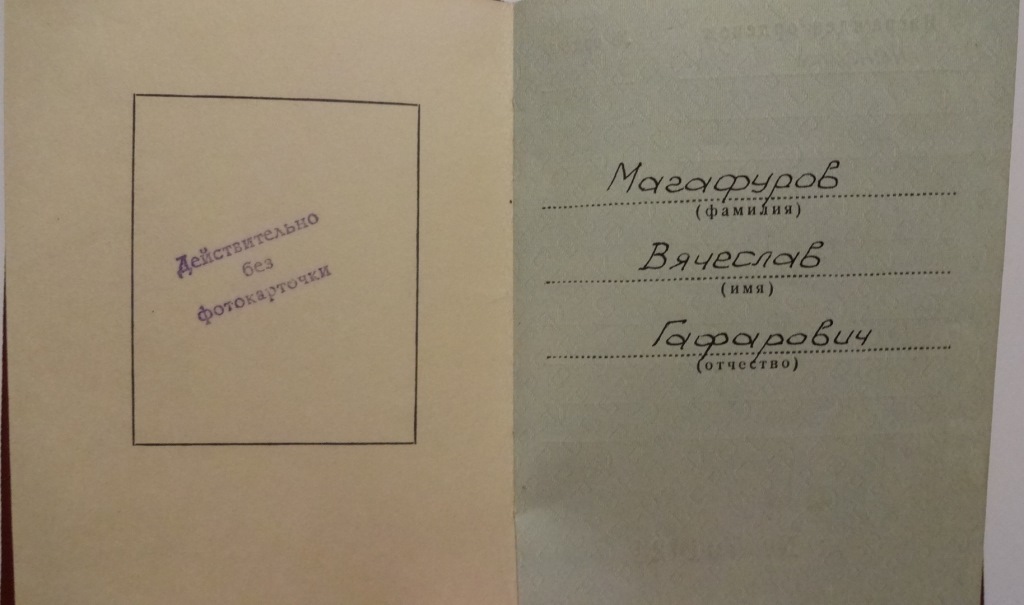 Действительно
без
фотокарточки
Магафуров
(фамилия)
Вячеслав
(имя)
Гафарович
(отчество)